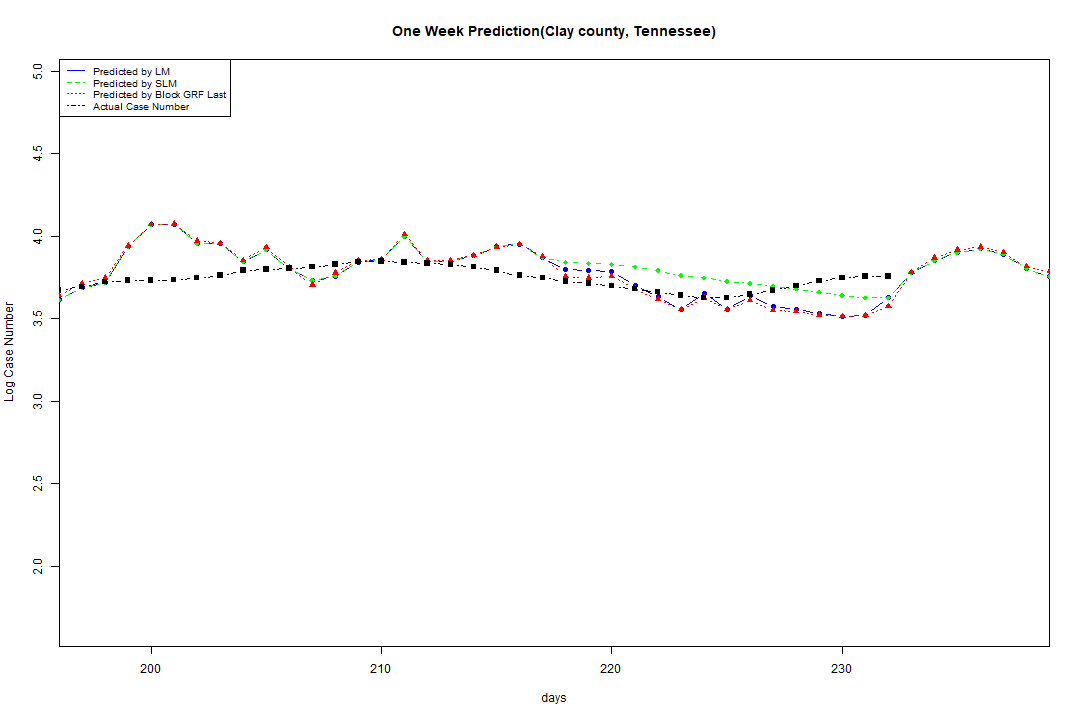 One Week Prediction(Clay county, Tennessee)
Predicted by LM
Predicted by SLM
Predicted by Block GRF Last
Actual Case Number
5.0
4.5
4.0
3.5
3.0
2.5
2.0
Log Case Number
200
210
220
230
days